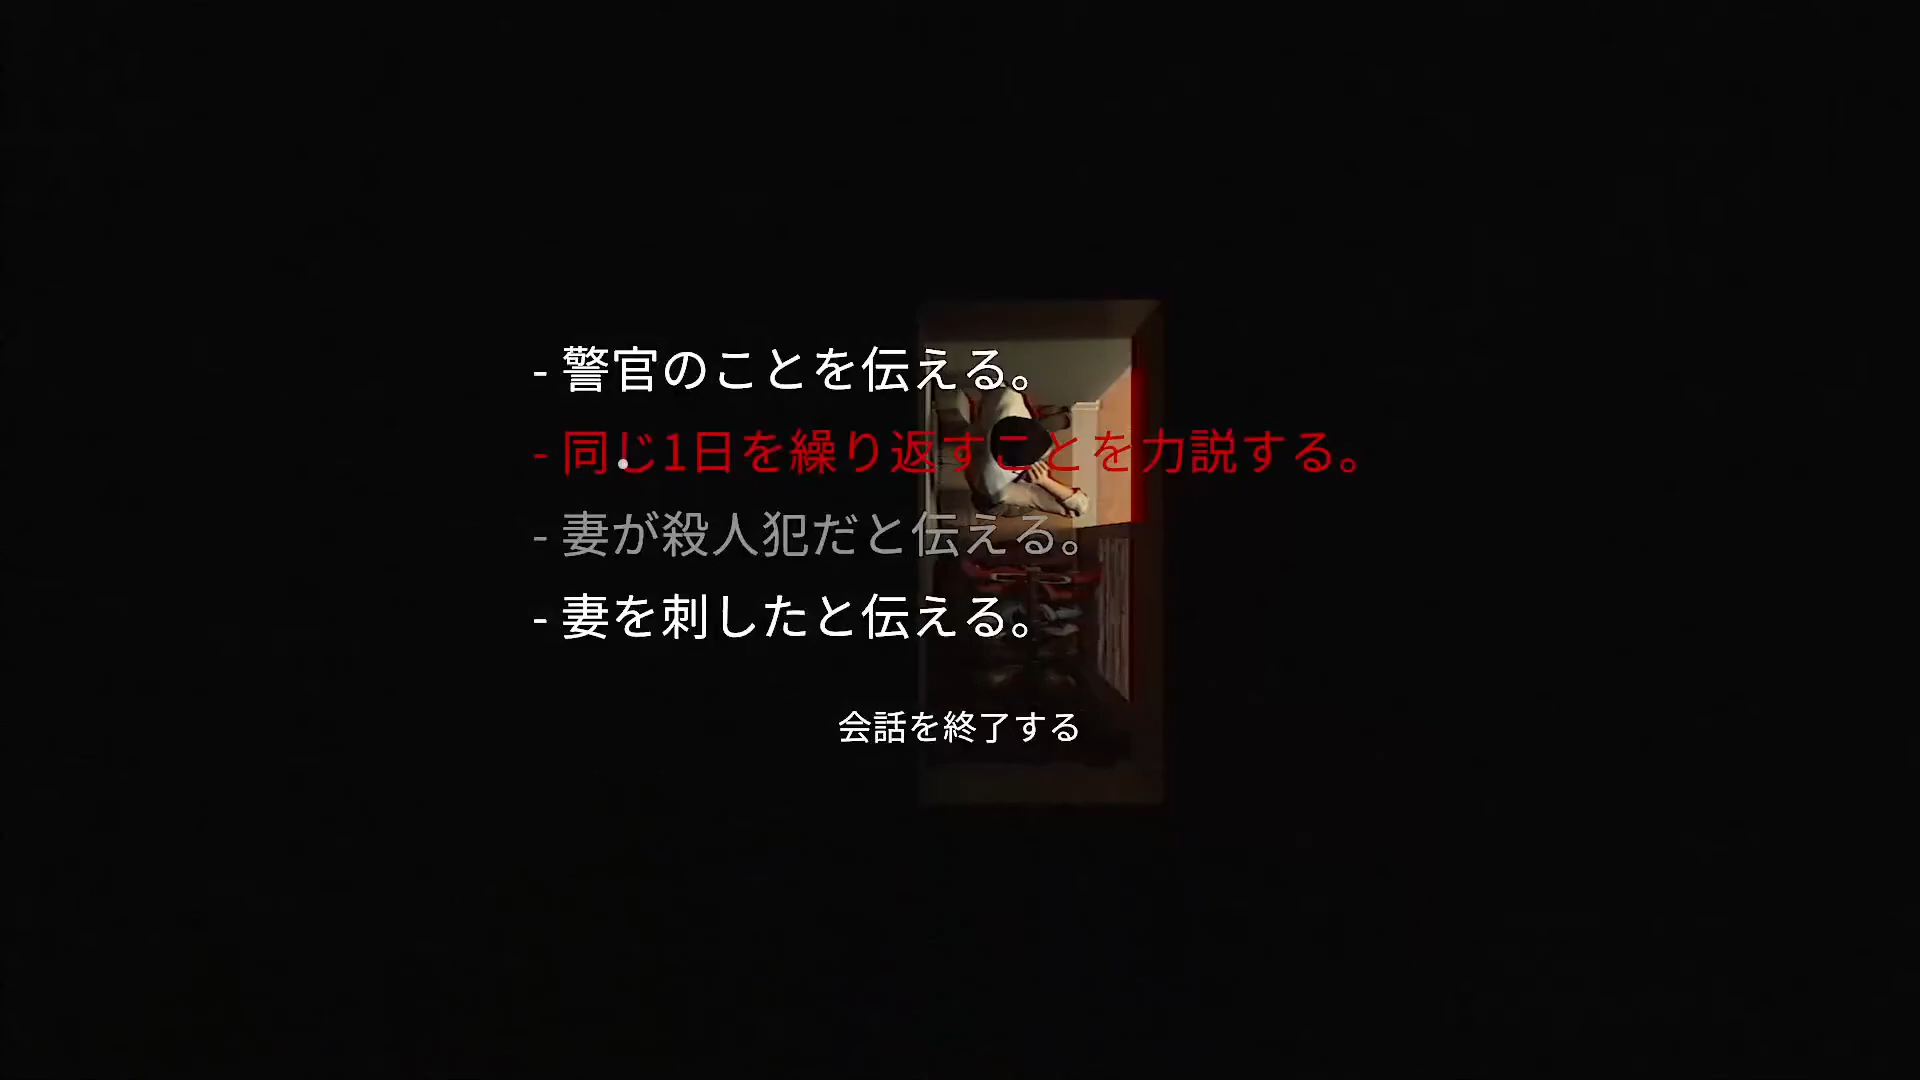 - 警官のことを伝える。
- 同じ1日を繰り返すことを力説する。
- 妻が殺人犯だと伝える。
- 妻を刺したと伝える。
会話を終了する